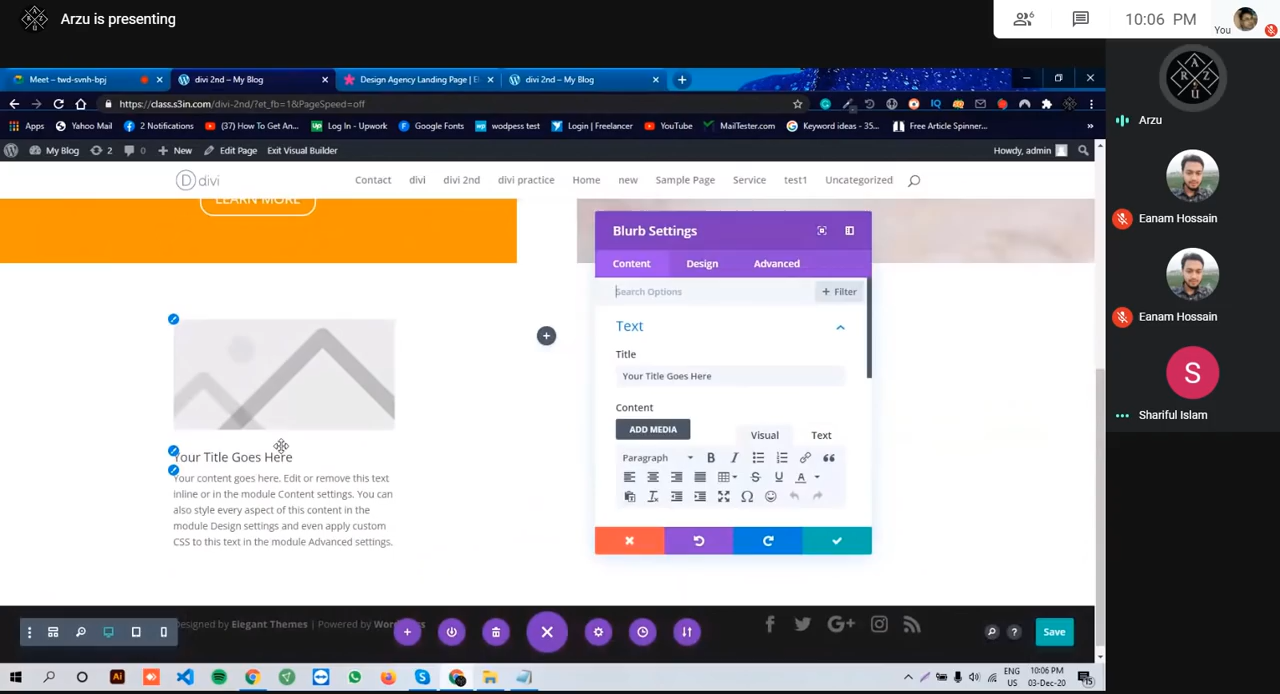 Arzu is presenting
6
10:06 PM
You
Meet – twd-svnh-bpj
divi 2nd – My Blog
Design Agency Landing Page | El
divi 2nd – My Blog
https://class.s3in.com/divi-2nd/?et_fb=1&PageSpeed=off
Apps
Yahoo Mail
2 Notifications
(37) How To Get An...
Log In - Upwork
Google Fonts
wodpess test
Login | Freelancer
YouTube
MailTester.com
Keyword ideas - 35...
Free Article Spinner...
My Blog
2
0
New
Edit Page
Exit Visual Builder
Howdy, admin
divi
Contact
divi
divi 2nd
divi practice
Home
new
Sample Page
Service
test1
Uncategorized
LEARN MORE
Blurb Settings
Content
Design
Advanced
Search Options
+ Filter
Text
Title
Your Title Goes Here
Content
ADD MEDIA
Visual
Text
Paragraph
Your Title Goes Here
Your content goes here. Edit or remove this text
inline or in the module Content settings. You can
also style every aspect of this content in the
module Design settings and even apply custom
CSS to this text in the module Advanced settings.
Designed by Elegant Themes | Powered by
Save
ENG
US
10:06 PM
03-Dec-20
15
ARZU
Arzu
Eanam Hossain
Eanam Hossain
S
Shariful Islam